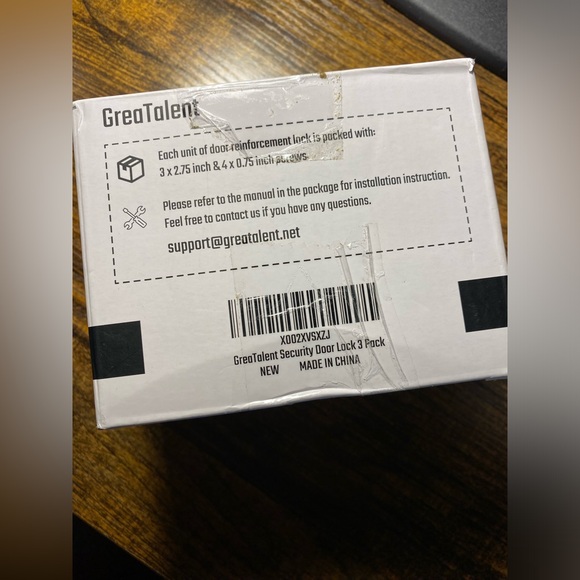 GreaTalent
Each unit of door reinforcement lock is packed with:
3 x 2.75 inch & 4 x 0.75 inch screws
Please refer to the manual in the package for installation instruction.
Feel free to contact us if you have any questions.
support@greatalent.net
X002XVSXZJ
GreaTalent Security Door Lock 3 Pack
NEW MADE IN CHINA